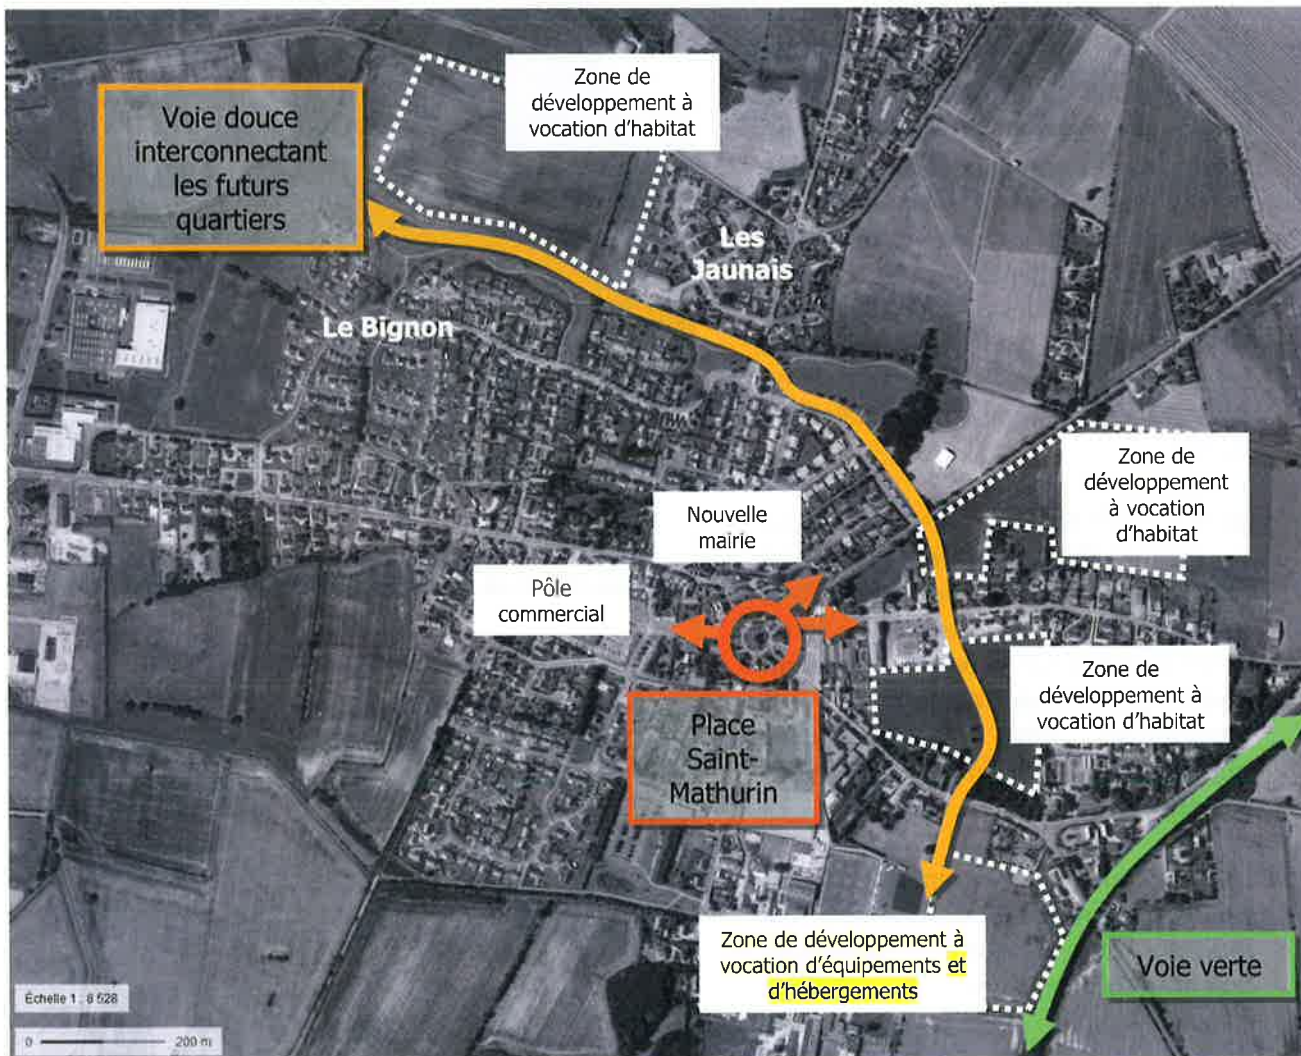 Zone de
développement à
vocation d'habitat
Voie douce
interconnectant
les futurs
quartiers
Les
Jaunais
Le Bignon
Zone de
développement
à vocation
d'habitat
Nouvelle
mairie
Pôle
commercial
Zone de
développement à
vocation d'habitat
Place
Saint-
Mathurin
Zone de développement à
vocation d'équipements et
d'hébergements
Voie verte
Échelle 1 : 8 528
0 200 m